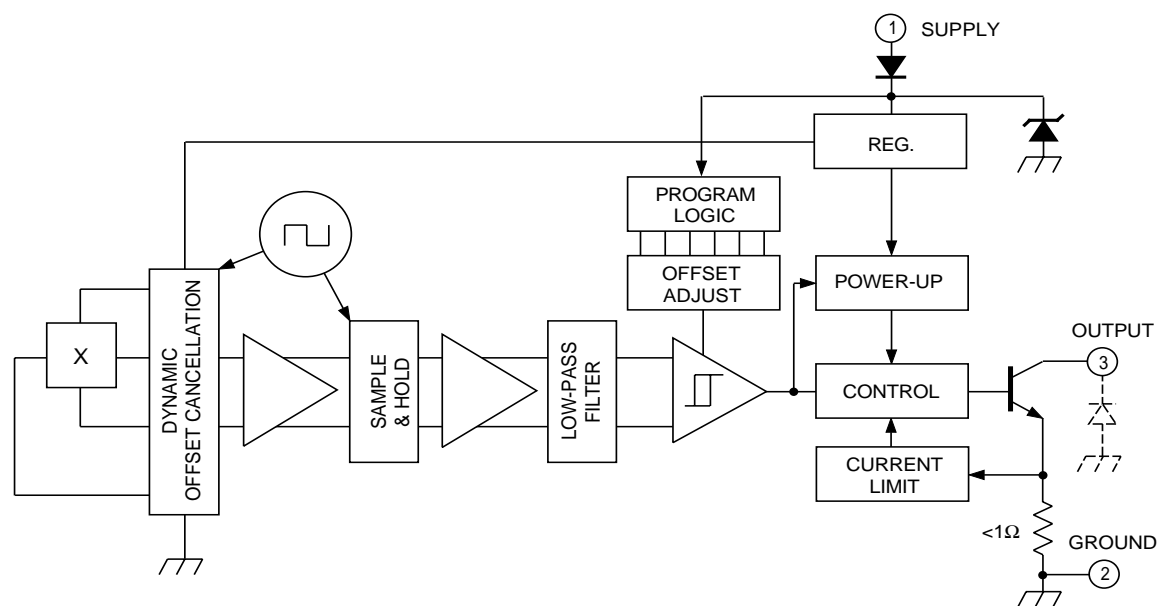 1 SUPPLY
REG.
PROGRAM
LOGIC
OFFSET
ADJUST
POWER-UP
X
DYNAMIC
OFFSET CANCELLATION
SAMPLE
& HOLD
LOW-PASS
FILTER
CONTROL
OUTPUT
3
CURRENT
LIMIT
<1Ω
GROUND
2